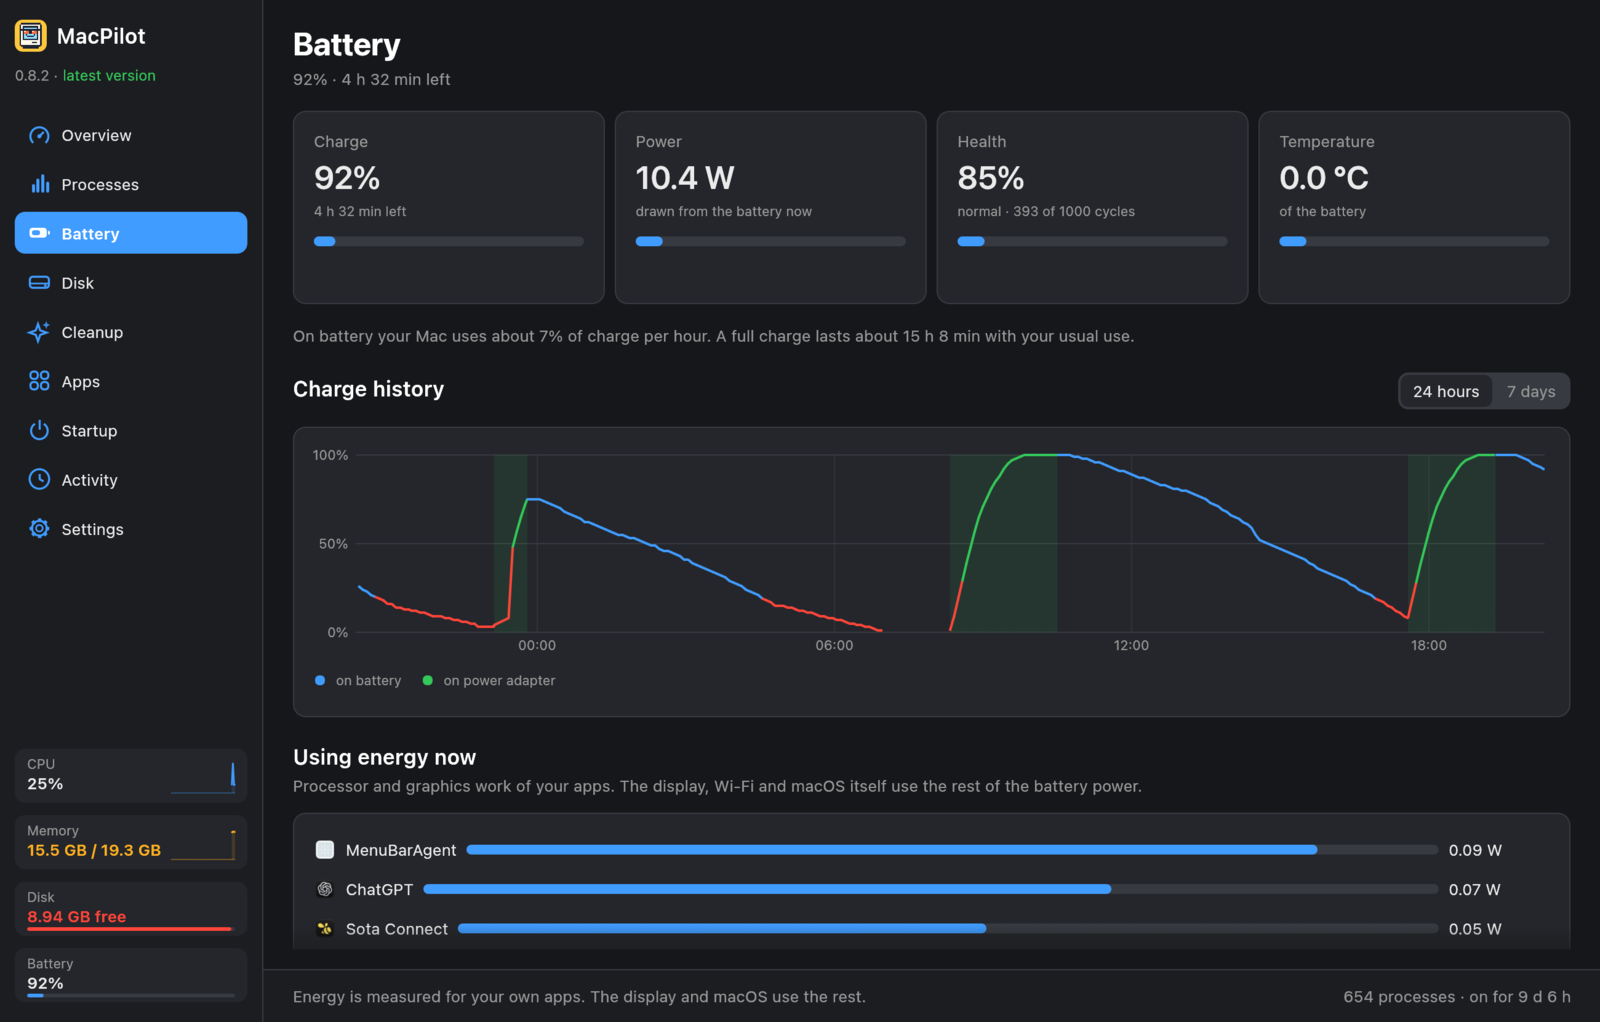 MacPilot
0.8.2 · latest version
Overview
Processes
Battery
Disk
Cleanup
Apps
Startup
Activity
Settings
CPU
25%
Memory
15.5 GB / 19.3 GB
Disk
8.94 GB free
Battery
92%
Battery
92% · 4 h 32 min left
Charge
92%
4 h 32 min left
Power
10.4 W
drawn from the battery now
Health
85%
normal · 393 of 1000 cycles
Temperature
0.0 °C
of the battery
On battery your Mac uses about 7% of charge per hour. A full charge lasts about 15 h 8 min with your usual use.
Charge history
24 hours
7 days
100%
50%
0%
00:00
06:00
12:00
18:00
on battery
on power adapter
Using energy now
Processor and graphics work of your apps. The display, Wi-Fi and macOS itself use the rest of the battery power.
MenuBarAgent
0.09 W
ChatGPT
0.07 W
Sota Connect
0.05 W
Energy is measured for your own apps. The display and macOS use the rest.
654 processes · on for 9 d 6 h